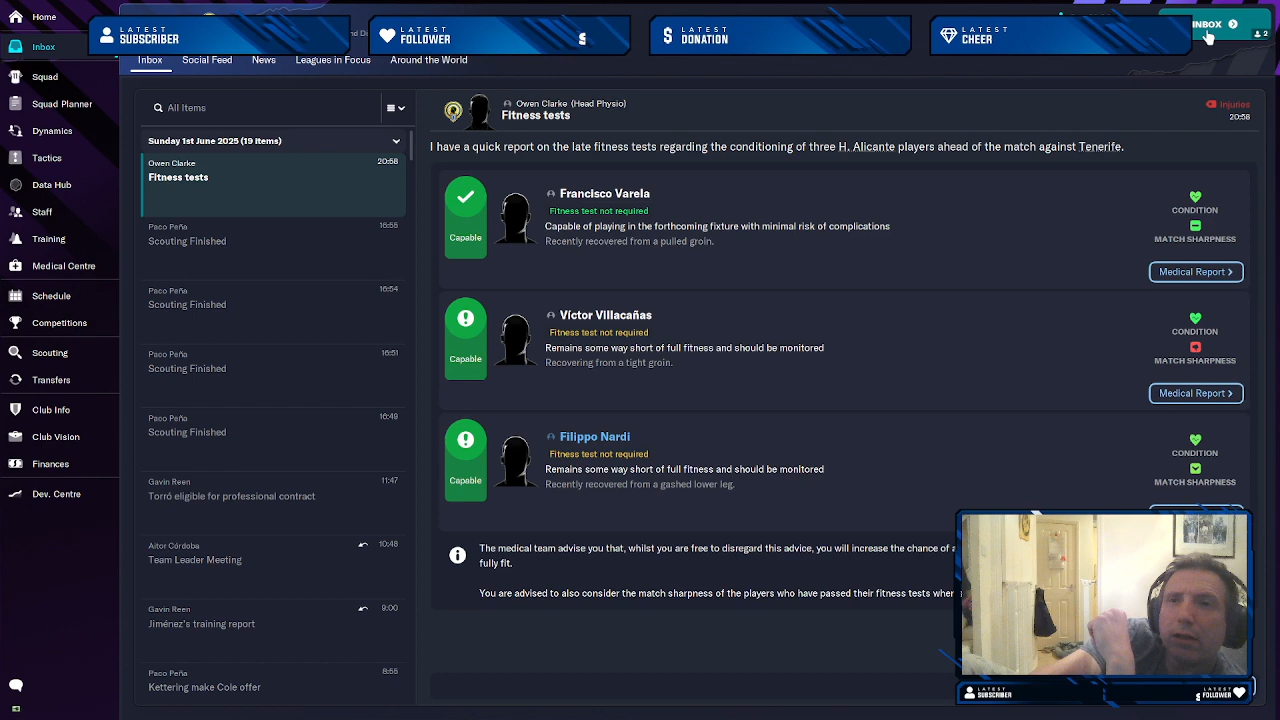 Home
Inbox
Squad
Squad Planner
Dynamics
Tactics
Data Hub
Staff
Training
Medical Centre
Schedule
Competitions
Scouting
Transfers
Club Info
Club Vision
Finances
Dev. Centre
LATEST
SUBSCRIBER
LATEST
FOLLOWER
$
$ LATEST
DONATION
LATEST
CHEER
INBOX
2
Inbox
Social Feed
News
Leagues in Focus
Around the World
All Items
Sunday 1st June 2025 (19 Items)
Owen Clarke 20:58
Fitness tests
Paco Peña 16:55
Scouting Finished
Paco Peña 16:54
Scouting Finished
Paco Peña 16:51
Scouting Finished
Paco Peña 16:49
Scouting Finished
Gavin Reen 11:47
Torró eligible for professional contract
Aitor Córdoba 10:48
Team Leader Meeting
Gavin Reen 9:00
Jiménez's training report
Paco Peña 8:55
Kettering make Cole offer
Owen Clarke (Head Physio)
Fitness tests
Injuries
20:58
I have a quick report on the late fitness tests regarding the conditioning of three H. Alicante players ahead of the match against Tenerife.
Capable
Francisco Varela
Fitness test not required
Capable of playing in the forthcoming fixture with minimal risk of complications
Recently recovered from a pulled groin.
CONDITION
MATCH SHARPNESS
Medical Report
Capable
Víctor Villacañas
Fitness test not required
Remains some way short of full fitness and should be monitored
Recovering from a tight groin.
CONDITION
MATCH SHARPNESS
Medical Report
Capable
Filippo Nardi
Fitness test not required
Remains some way short of full fitness and should be monitored
Recently recovered from a gashed lower leg.
CONDITION
MATCH SHARPNESS
The medical team advise you that, whilst you are free to disregard this advice, you will increase the chance of a
fully fit.
You are advised to also consider the match sharpness of the players who have passed their fitness tests
LATEST
SUBSCRIBER
$
LATEST
FOLLOWER